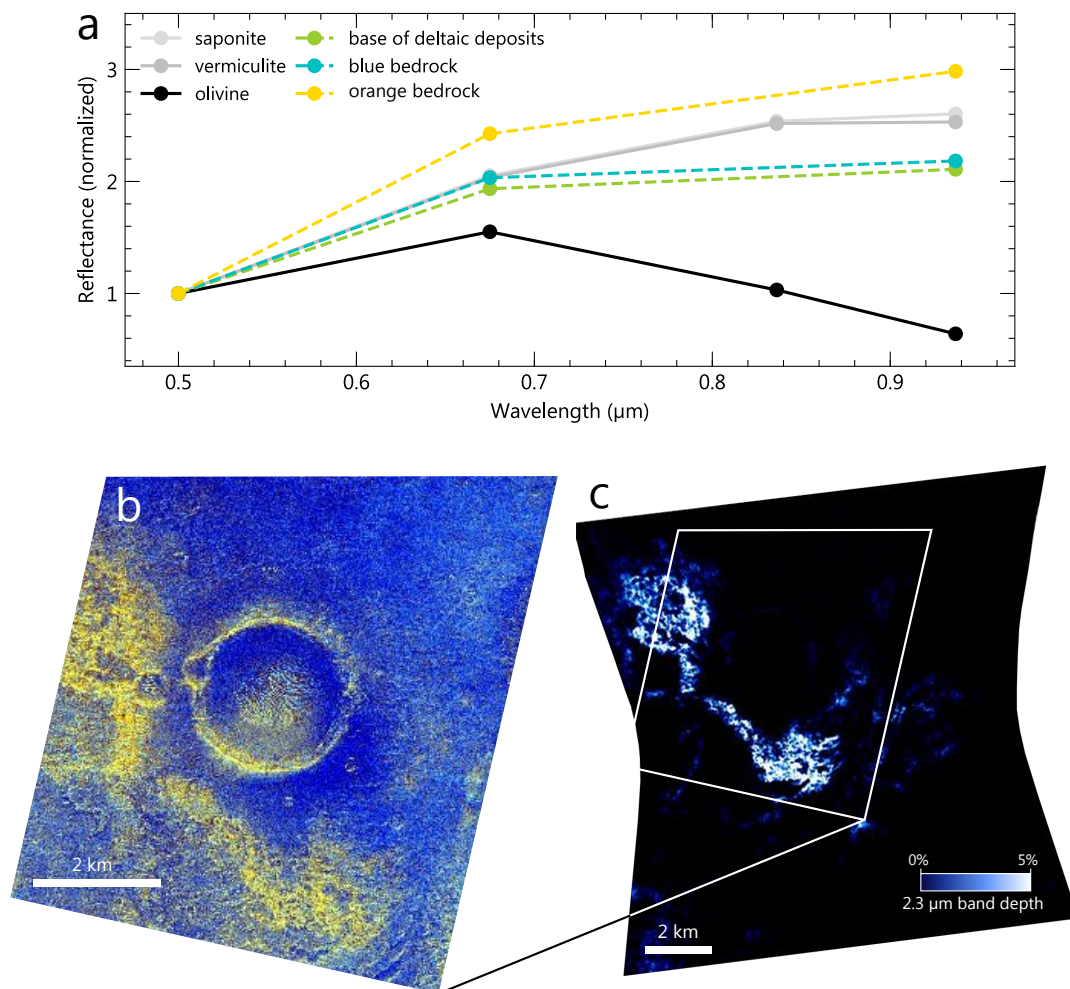 a
saponite
vermiculite
olivine
base of deltaic deposits
blue bedrock
orange bedrock
Reflectance (normalized)
3
2
1
0.5 0.6 0.7 0.8 0.9
Wavelength (μm)
b
2 km
c
0% 5%
2.3 μm band depth
2 km